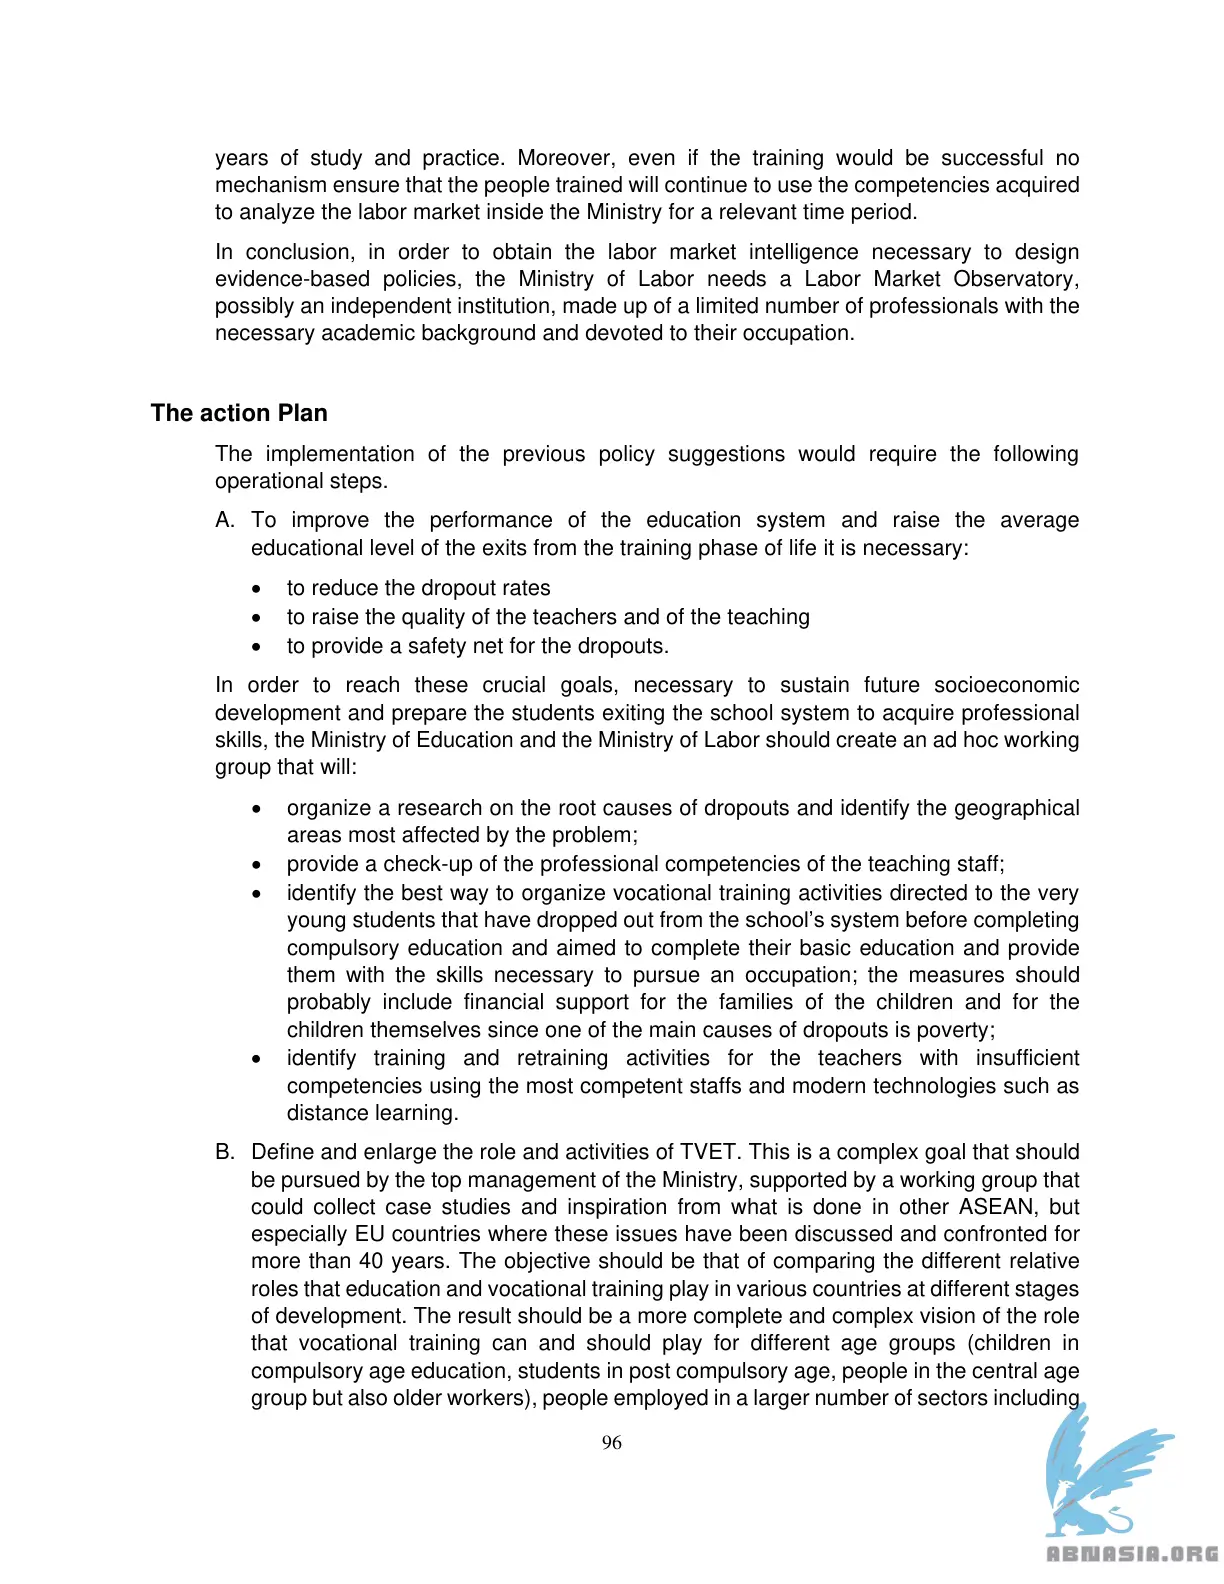 years of study and practice. Moreover, even if the training would be successful no
mechanism ensure that the people trained will continue to use the competencies acquired
to analyze the labor market inside the Ministry for a relevant time period.
In conclusion, in order to obtain the labor market intelligence necessary to design
evidence-based policies, the Ministry of Labor needs a Labor Market Observatory,
possibly an independent institution, made up of a limited number of professionals with the
necessary academic background and devoted to their occupation.
The action Plan
The implementation of the previous policy suggestions would require the following
operational steps.
A. To improve the performance of the education system and raise the average
educational level of the exits from the training phase of life it is necessary:
• to reduce the dropout rates
• to raise the quality of the teachers and of the teaching
• to provide a safety net for the dropouts.
In order to reach these crucial goals, necessary to sustain future socioeconomic
development and prepare the students exiting the school system to acquire professional
skills, the Ministry of Education and the Ministry of Labor should create an ad hoc working
group that will:
• organize a research on the root causes of dropouts and identify the geographical
areas most affected by the problem;
• provide a check-up of the professional competencies of the teaching staff;
• identify the best way to organize vocational training activities directed to the very
young students that have dropped out from the school’s system before completing
compulsory education and aimed to complete their basic education and provide
them with the skills necessary to pursue an occupation; the measures should
probably include financial support for the families of the children and for the
children themselves since one of the main causes of dropouts is poverty;
• identify training and retraining activities for the teachers with insufficient
competencies using the most competent staffs and modern technologies such as
distance learning.
B. Define and enlarge the role and activities of TVET. This is a complex goal that should
be pursued by the top management of the Ministry, supported by a working group that
could collect case studies and inspiration from what is done in other ASEAN, but
especially EU countries where these issues have been discussed and confronted for
more than 40 years. The objective should be that of comparing the different relative
roles that education and vocational training play in various countries at different stages
of development. The result should be a more complete and complex vision of the role
that vocational training can and should play for different age groups (children in
compulsory age education, students in post compulsory age, people in the central age
group but also older workers), people employed in a larger number of sectors including
96
ABNASIA.ORG